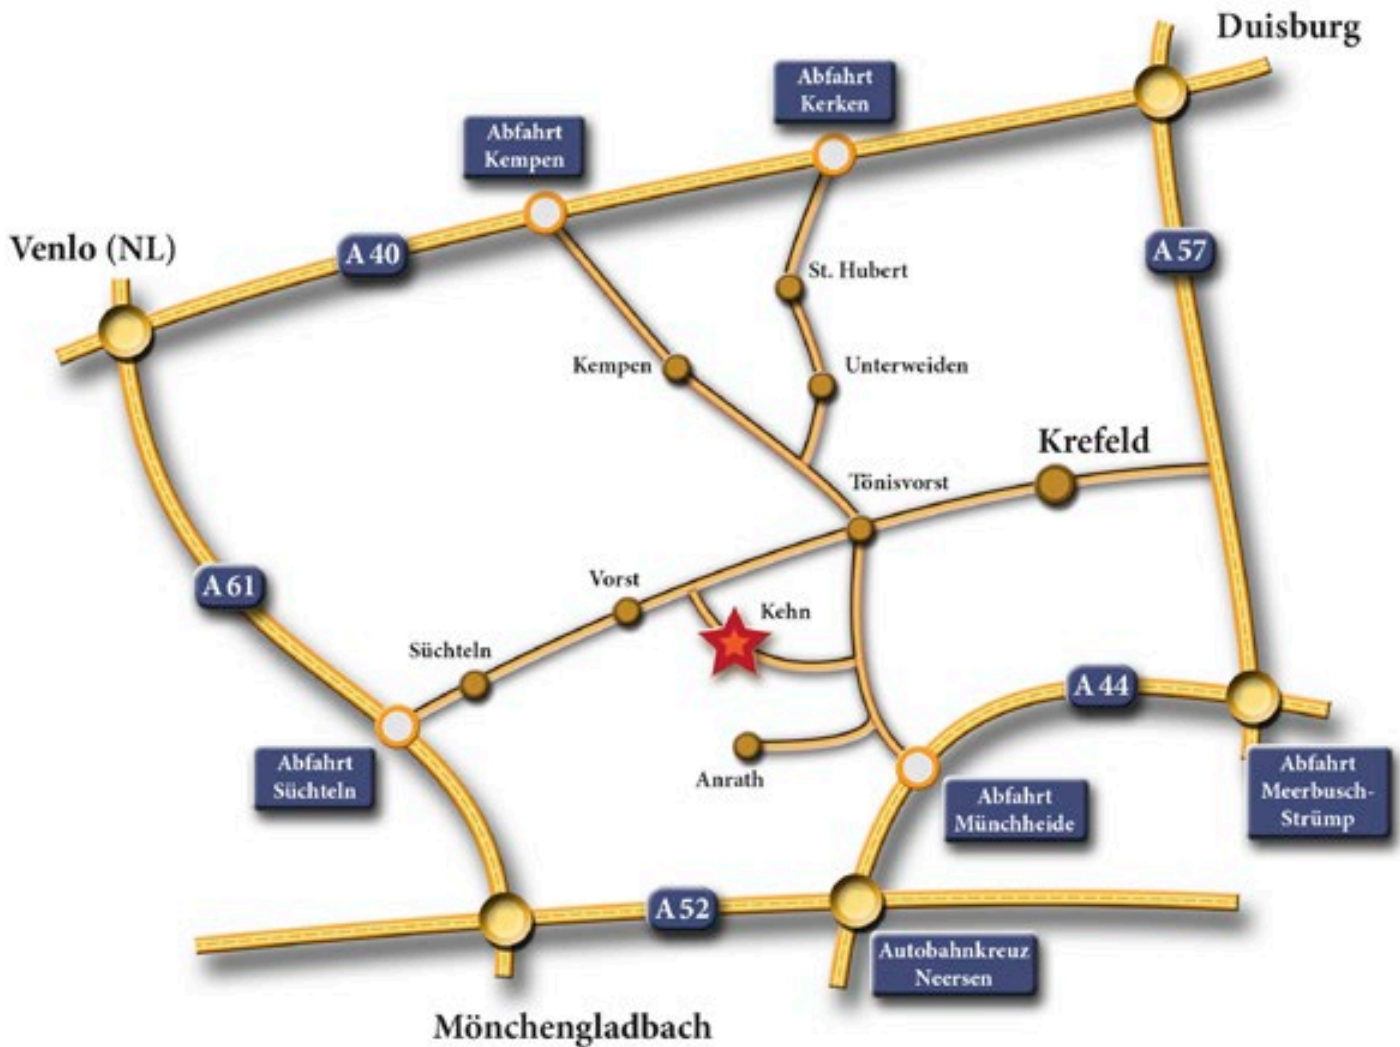 Duisburg
Abfahrt
Kerken
Abfahrt
Kempen
Venlo (NL)
A 40
A 57
St. Hubert
Kempen
Unterweiden
Krefeld
Tönisvorst
A 61
Vorst
Kehn
Süchteln
A 44
Abfahrt
Süchteln
Anrath
Abfahrt
Meerbusch-
Strümp
Abfahrt
Münchheide
A 52
Autobahnkreuz
Neersen
Mönchengladbach